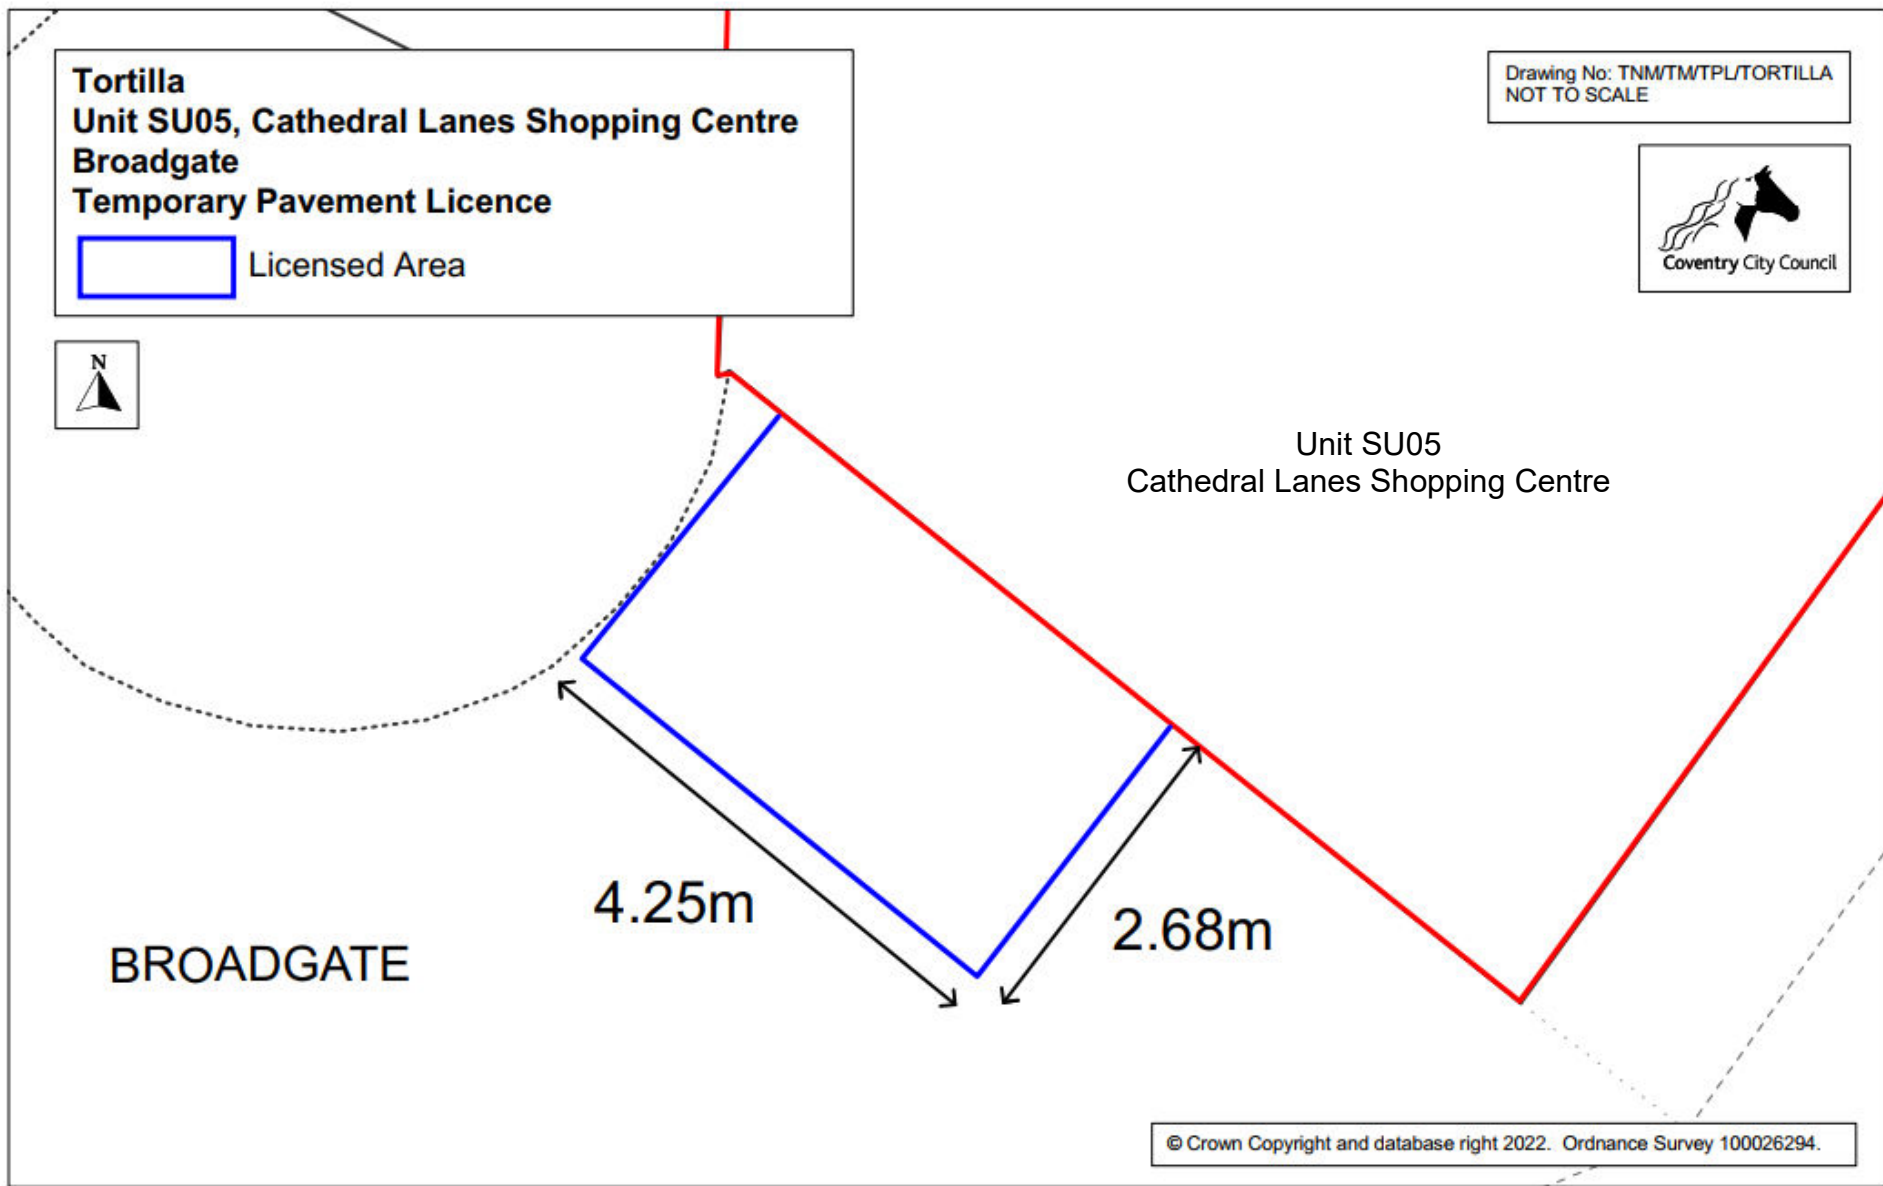 Tortilla
Unit SU05, Cathedral Lanes Shopping Centre
Broadgate
Temporary Pavement Licence
Licensed Area
Drawing No: TNM/TM/TPL/TORTILLA
NOT TO SCALE
Coventry City Council
N
Unit SU05
Cathedral Lanes Shopping Centre
4.25m
2.68m
BROADGATE
© Crown Copyright and database right 2022. Ordnance Survey 100026294.